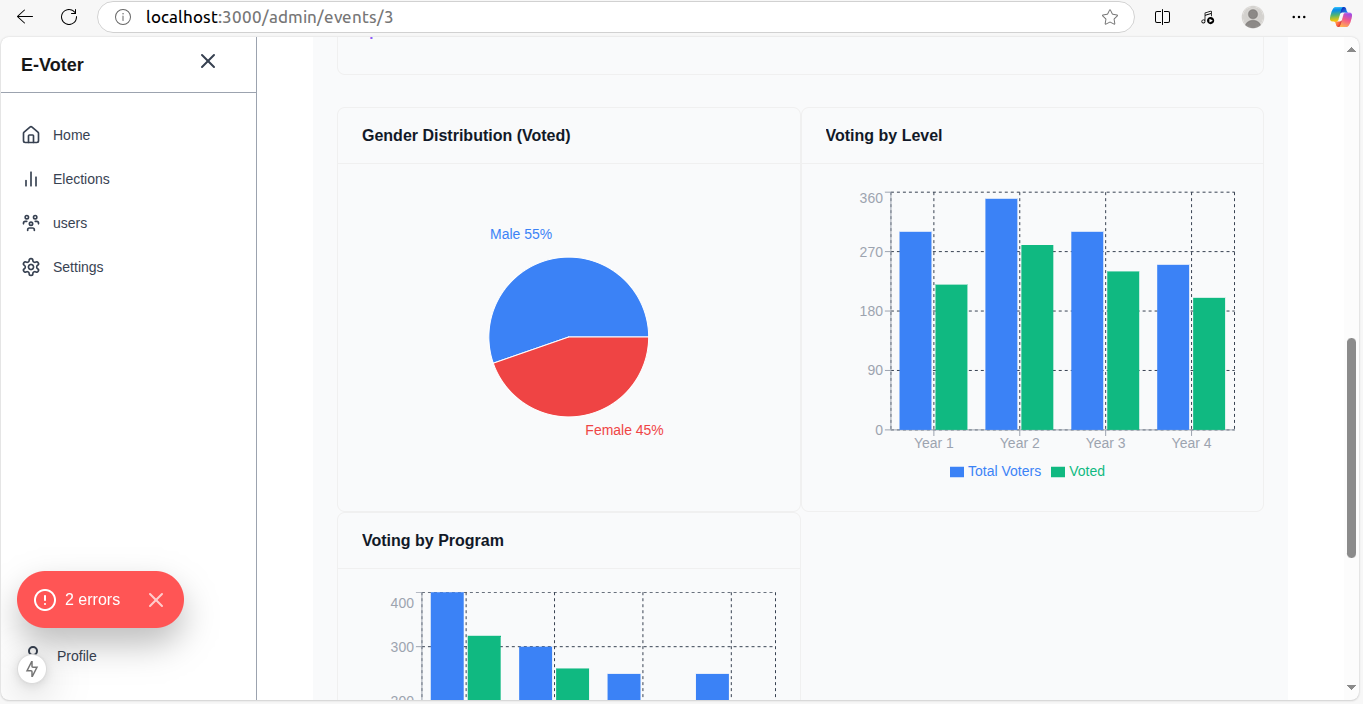 localhost:3000/admin/events/3
E-Voter
Home
Elections
users
Settings
2 errors
Profile
Gender Distribution (Voted)
Male 55%
Female 45%
Voting by Level
360
270
180
90
0
Year 1 Year 2 Year 3 Year 4
Total Voters Voted
Voting by Program
400
300